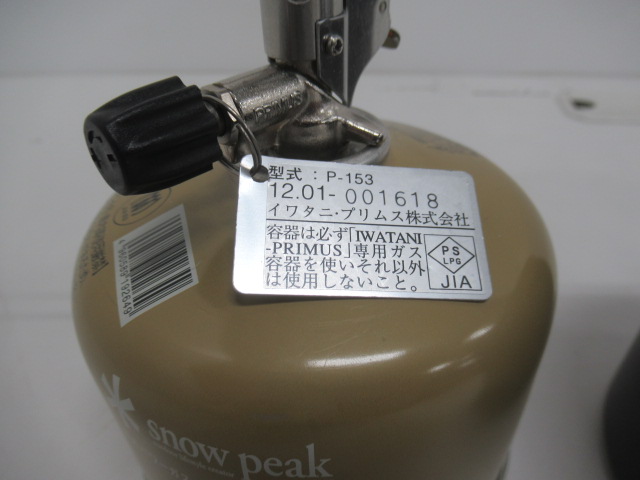 PRIMUS
型式：P-153
12.01-001618
イワタニ・プリムス株式会社
容器は必ず「IWATANI
-PRIMUS」専用ガス
容器を使いそれ以外
は使用しないこと。
PS
LPG
JIA
snow peak